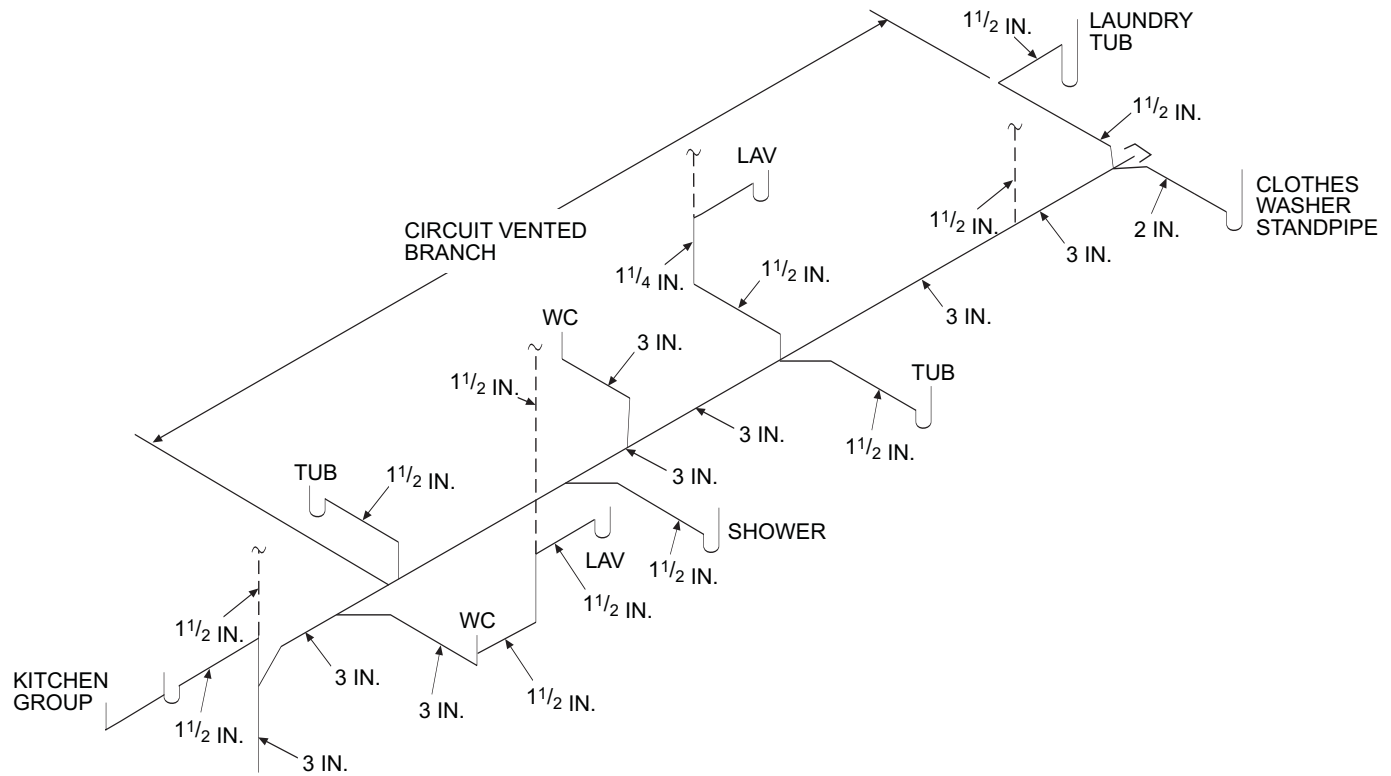 1 1/2 IN.
LAUNDRY
TUB
1 1/2 IN.
LAV
CLOTHES
WASHER
STANDPIPE
CIRCUIT VENTED
BRANCH
1 1/2 IN.
2 IN.
3 IN.
1 1/4 IN.
1 1/2 IN.
WC
3 IN.
3 IN.
1 1/2 IN.
TUB
3 IN.
1 1/2 IN.
TUB
1 1/2 IN.
3 IN.
SHOWER
LAV
1 1/2 IN.
1 1/2 IN.
WC
1 1/2 IN.
3 IN.
KITCHEN
GROUP
3 IN.
1 1/2 IN.
1 1/2 IN.
3 IN.